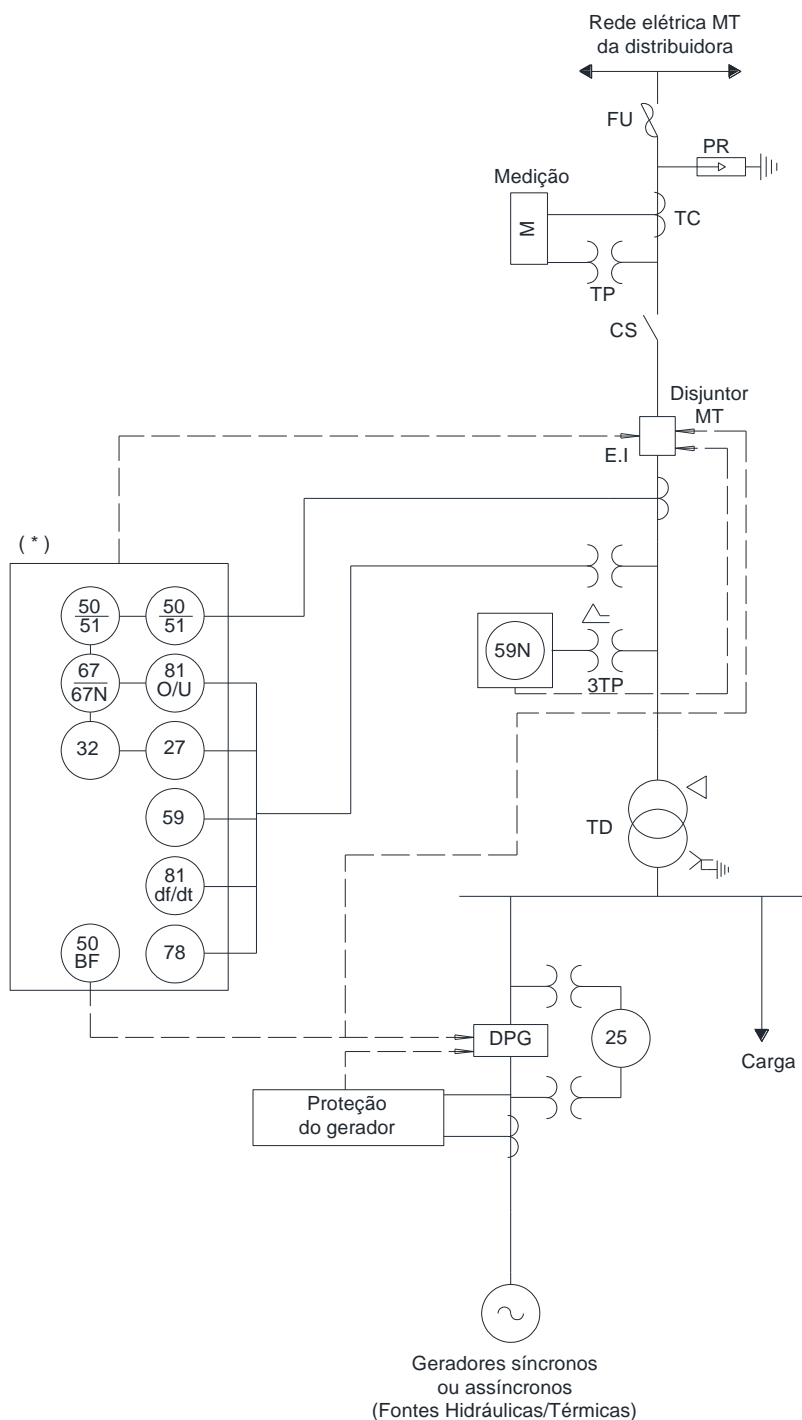 Rede elétrica MT
da distribuidora
FU
PR
Medição
M
TC
TP
CS
Disjuntor
MT
E.I
( * )
50
51
50
51
67
67N
81
O/U
59N
3TP
32
27
59
TD
81
df/dt
50
BF
78
DPG
25
Carga
Proteção
do gerador
Geradores síncronos
ou assíncronos
(Fontes Hidráulicas/Térmicas)